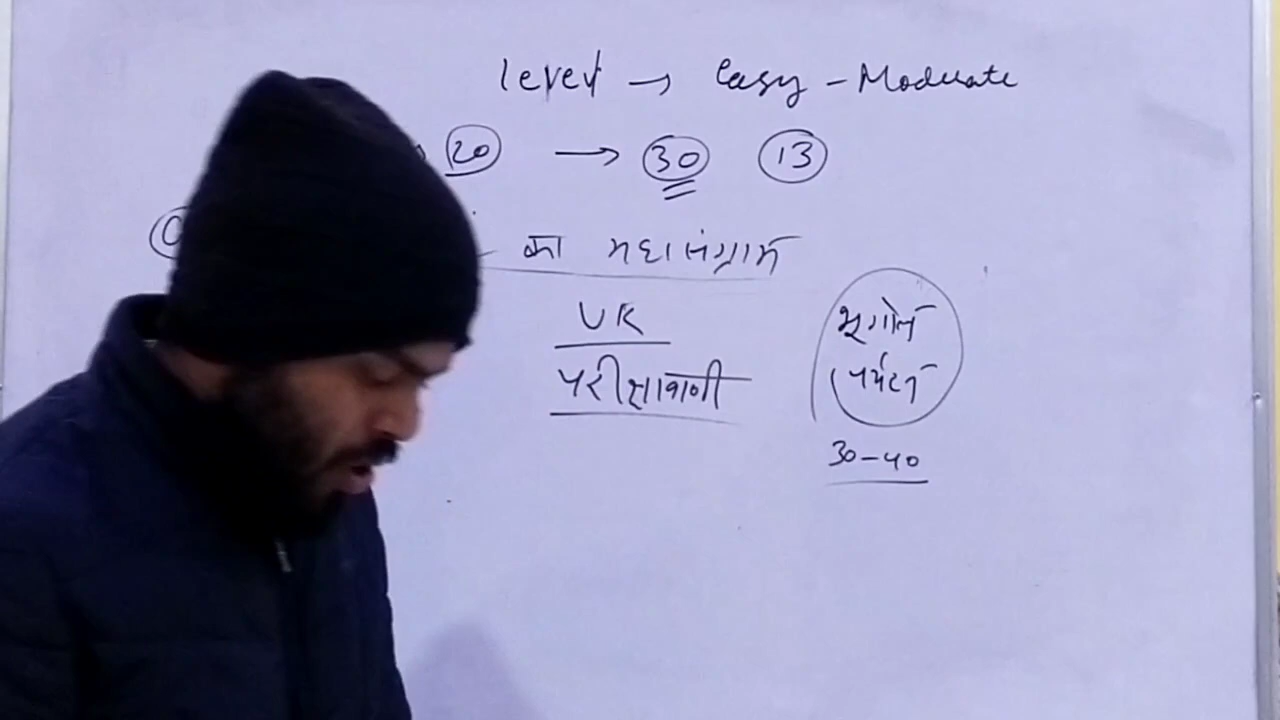 level → easy - Moderate
20 → 30 13
का महासंग्राम
UK
परीक्षावाणी
भूगोल
पर्यटन
30-40